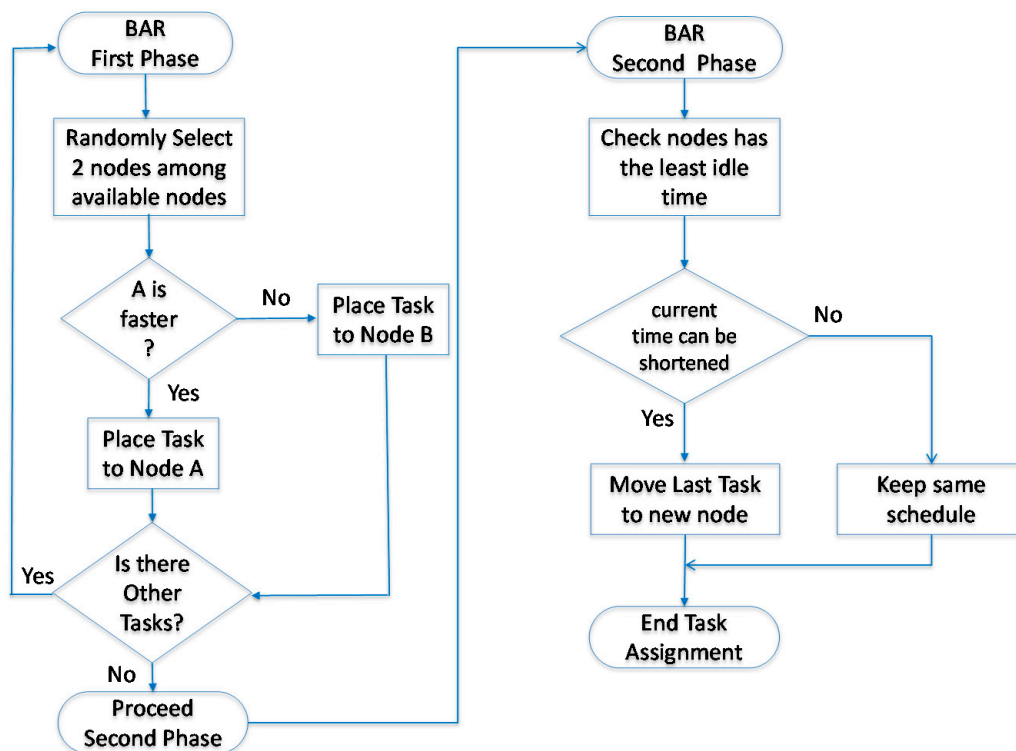 BAR
First Phase
Randomly Select
2 nodes among
available nodes
A is
faster
?
No
Place Task
to Node B
Yes
Place Task
to Node A
Is there
Other
Tasks?
Yes
No
Proceed
Second Phase
BAR
Second Phase
Check nodes has
the least idle
time
current
time can be
shortened
No
Yes
Move Last Task
to new node
Keep same
schedule
End Task
Assignment